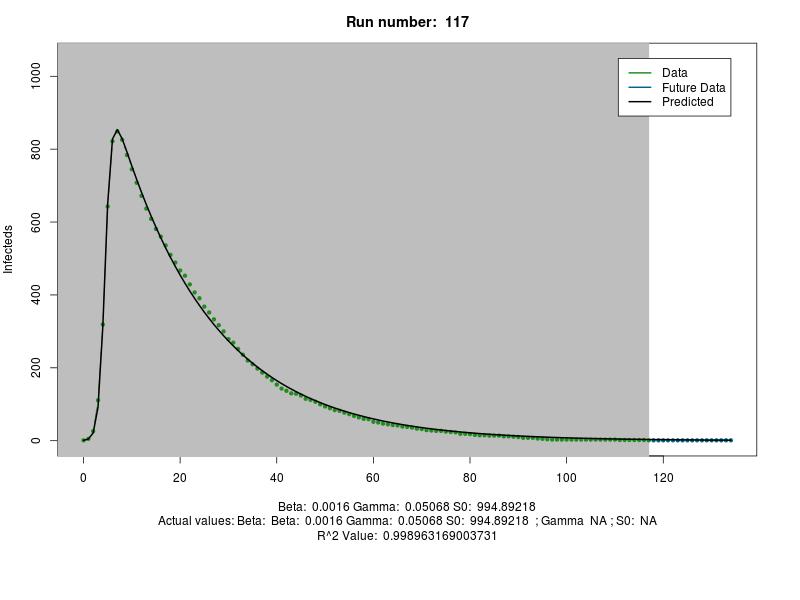 Run number: 117
1000
800
600
400
200
0
Infecteds
Data
Future Data
Predicted
0 20 40 60 80 100 120
Beta: 0.0016 Gamma: 0.05068 S0: 994.89218
Actual values: Beta: Beta: 0.0016 Gamma: 0.05068 S0: 994.89218 ; Gamma NA ; S0: NA
R^2 Value: 0.998963169003731